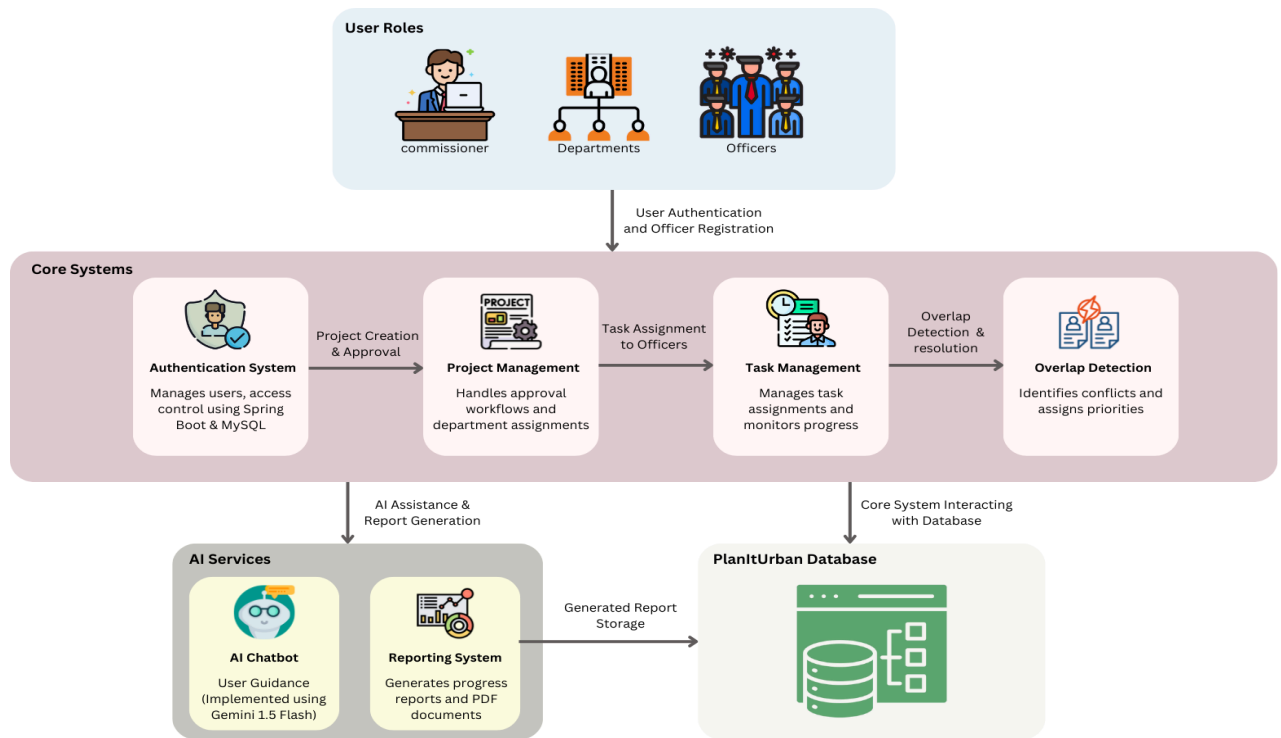 User Roles
commissioner
Departments
Officers
User Authentication
and Officer Registration
Core Systems
Authentication System
Manages users, access
control using Spring
Boot & MySQL
Project Creation
& Approval
PROJECT
Project Management
Handles approval
workflows and
department assignments
Task Assignment
to Officers
Task Management
Manages task
assignments and
monitors progress
Overlap
Detection &
resolution
Overlap Detection
Identifies conflicts and
assigns priorities
AI Assistance &
Report Generation
Core System Interacting
with Database
AI Services
AI Chatbot
User Guidance
(Implemented using
Gemini 1.5 Flash)
Reporting System
Generates progress
reports and PDF
documents
Generated Report
Storage
PlanItUrban Database